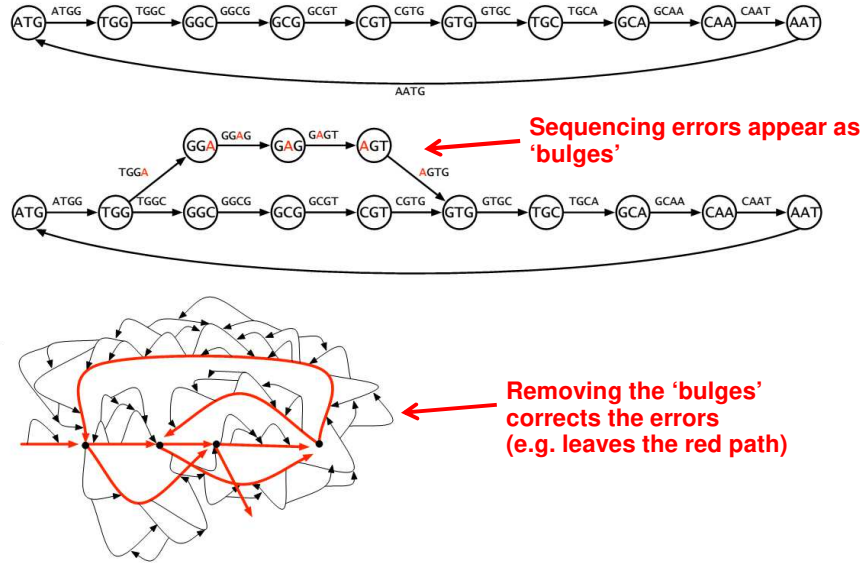 ATGG TGGC GGCG GCGT CGTG GTGC TGCA GCAA CAAT
ATG TGG GGC GCG CGT GTG TGC GCA CAA AAT
AATG
Sequencing errors appear as
‘bulges’
GGAG GAGT
GGA GAG AGT
TGGA AGTG
ATGG TGGC GGCG GCGT CGTG GTGC TGCA GCAA CAAT
ATG TGG GGC GCG CGT GTG TGC GCA CAA AAT
Removing the ‘bulges’
corrects the errors
(e.g. leaves the red path)